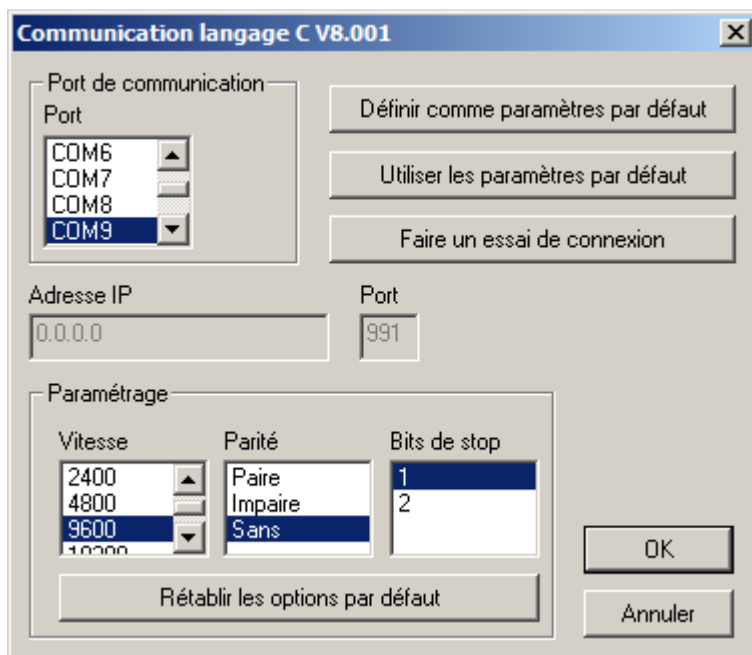 Communication langage C V8.001
Port de communication
Port
COM6
COM7
COM8
COM9
Définir comme paramètres par défaut
Utiliser les paramètres par défaut
Faire un essai de connexion
Adresse IP
Port
0.0.0.0
991
Paramétrage
Vitesse
Parité
Bits de stop
2400
4800
9600
Paire
Impaire
Sans
1
2
Rétablir les options par défaut
OK
Annuler